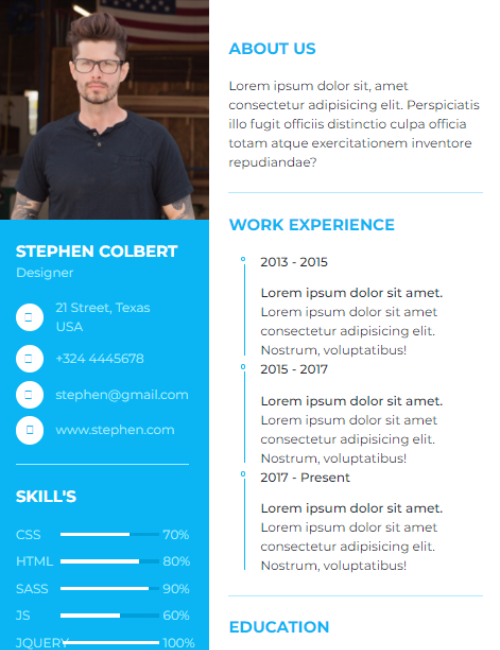 STEPHEN COLBERT
Designer
21 Street, Texas
USA
+324 4445678
stephen@gmail.com
www.stephen.com
SKILL'S
CSS 70%
HTML 80%
SASS 90%
JS 60%
JQUERY 100%
ABOUT US
Lorem ipsum dolor sit, amet
consectetur adipisicing elit. Perspiciatis
illo fugit officiis distinctio culpa officia
totam atque exercitationem inventore
repudiandae?
WORK EXPERIENCE
2013 - 2015
Lorem ipsum dolor sit amet.
Lorem ipsum dolor sit amet
consectetur adipisicing elit.
Nostrum, voluptatibus!
2015 - 2017
Lorem ipsum dolor sit amet.
Lorem ipsum dolor sit amet
consectetur adipisicing elit.
Nostrum, voluptatibus!
2017 - Present
Lorem ipsum dolor sit amet.
Lorem ipsum dolor sit amet
consectetur adipisicing elit.
Nostrum, voluptatibus!
EDUCATION